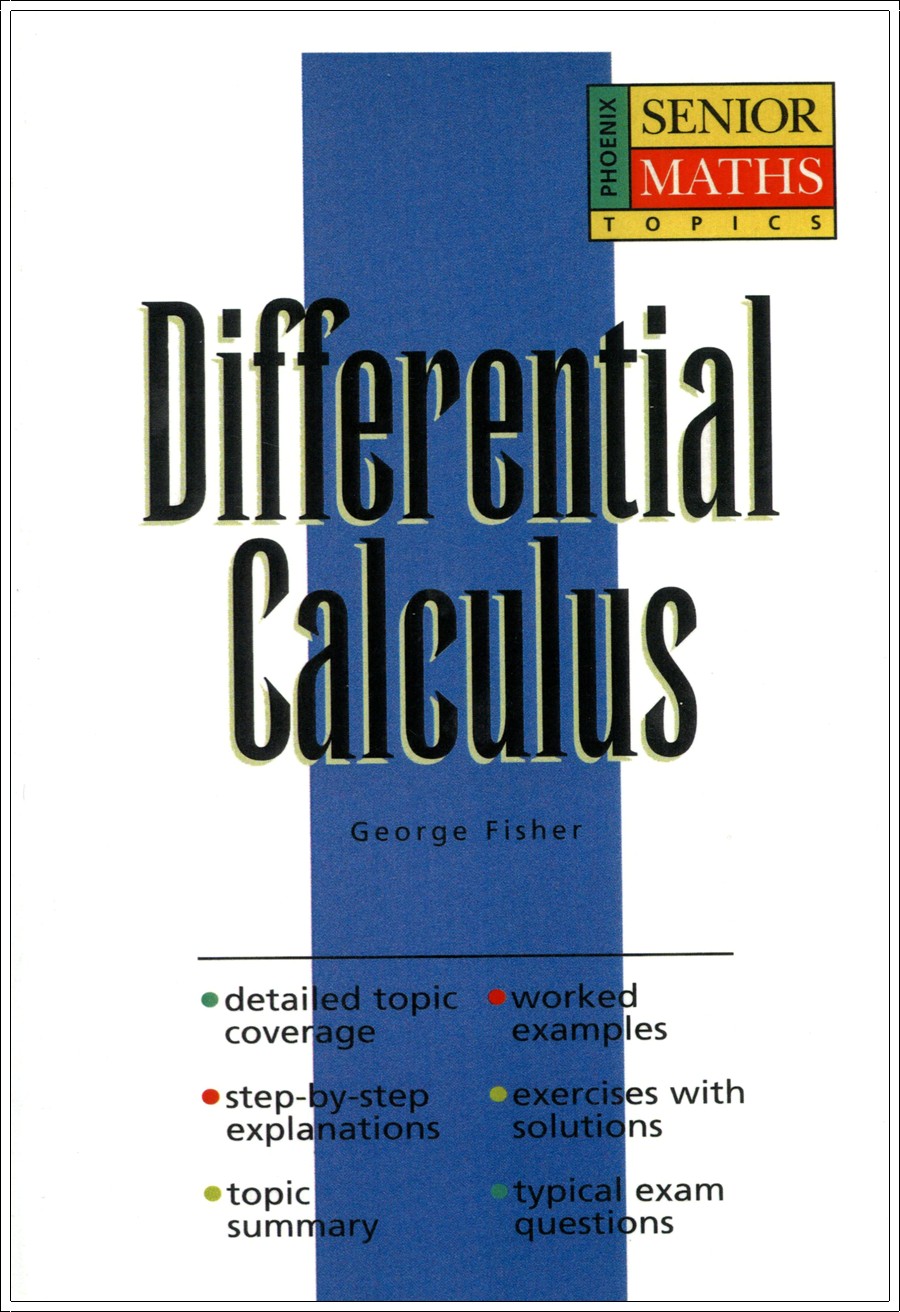 PHOENIX
SENIOR
MATHS
TOPICS
Differential
Calculus
George Fisher
detailed topic
coverage
step-by-step
explanations
topic
summary
worked
examples
exercises with
solutions
typical exam
questions